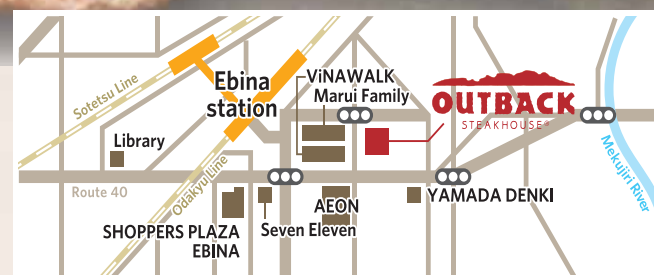 Sotetsu Line
Ebina
station
ViNAWALK
Marui Family
OUTBACK
STEAKHOUSE®
Library
Odakyu Line
Mekujiri River
Route 40
SHOPPERS PLAZA
EBINA
Seven Eleven
AEON
YAMADA DENKI